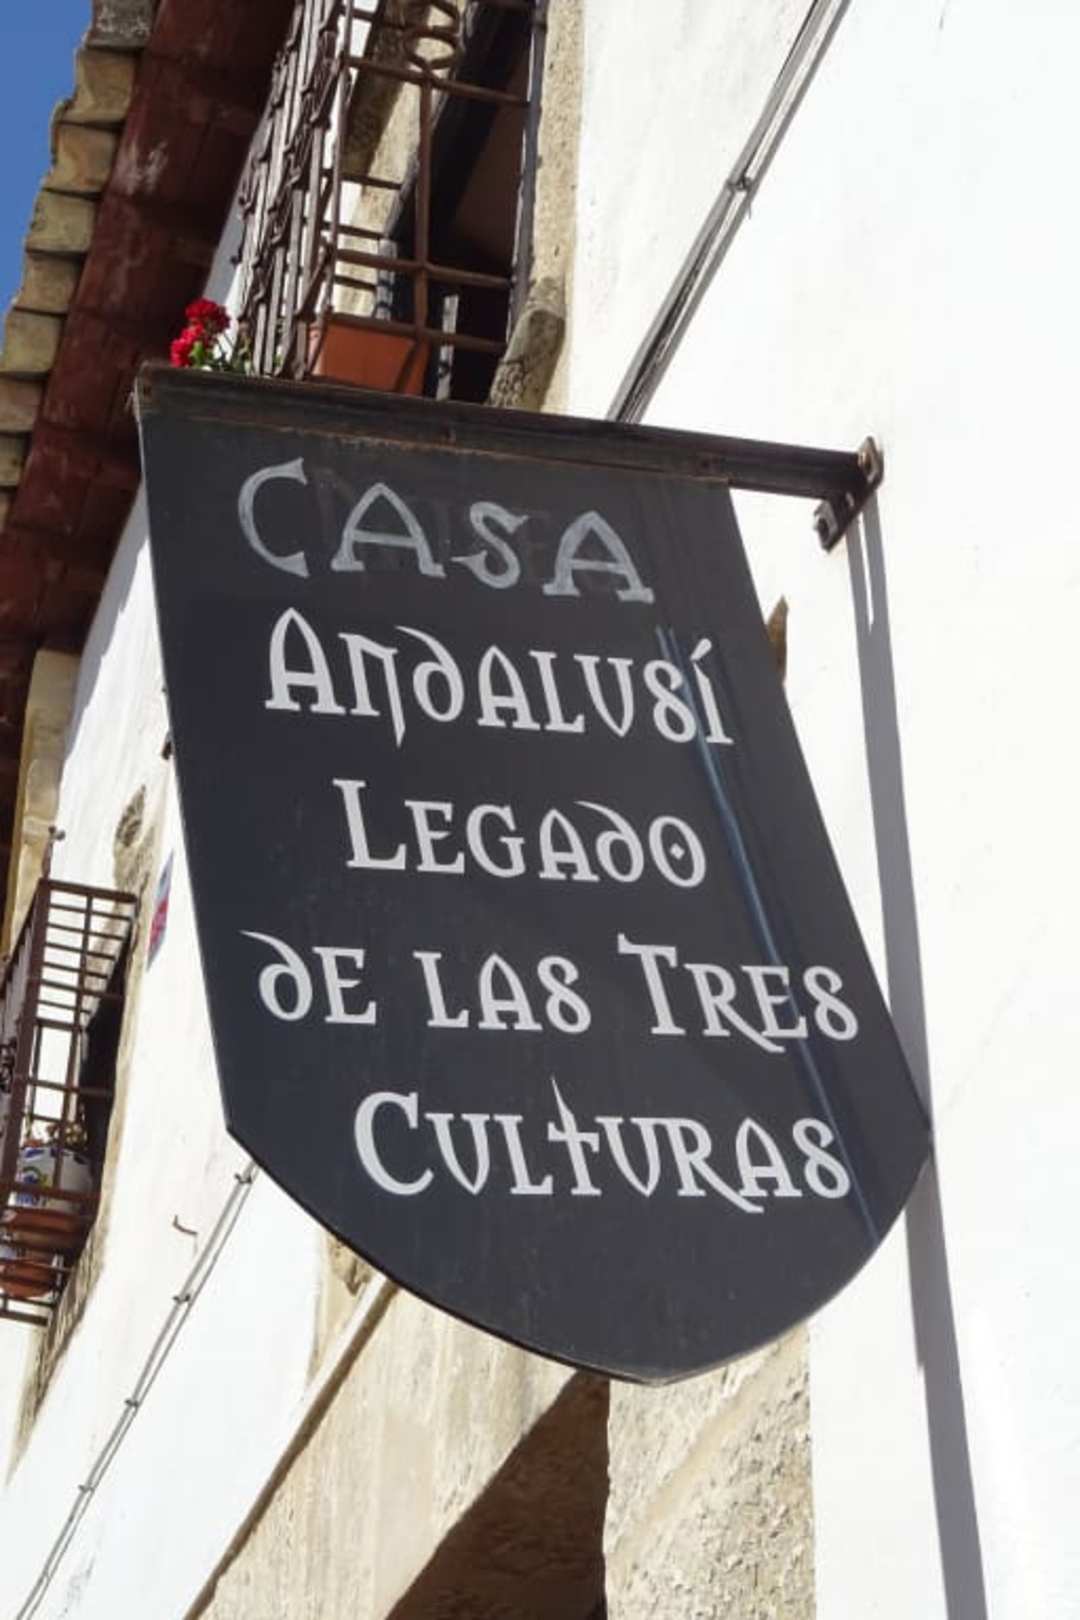 CASA
ANDALUSÍ
LEGADO
DE LAS TRES
CULTURAS